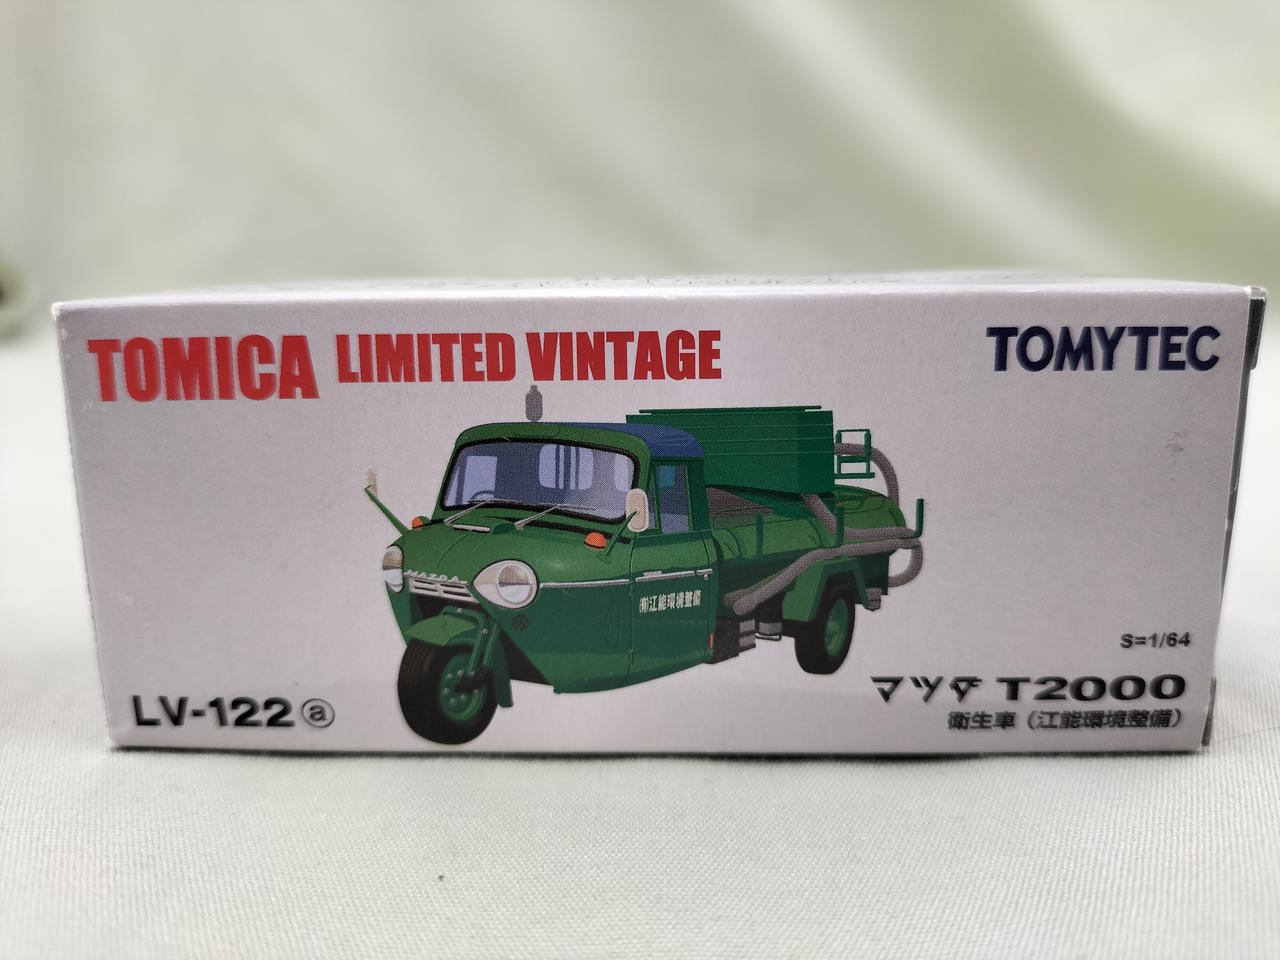 TOMICA LIMITED VINTAGE
TOMYTEC
MAZDA
㈲江能環境整備
S=1/64
LV-122ⓐ
マツダ T2000
衛生車（江能環境整備）